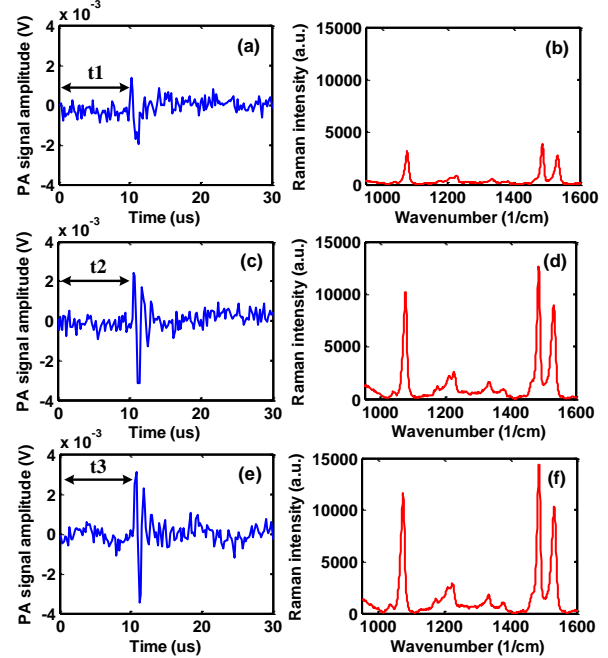 x 10⁻³
(a)
t1
PA signal amplitude (V)
4
2
0
-2
-4
0 10 20 30
Time (us)
(b)
Raman intensity (a.u.)
15000
10000
5000
0
1000 1200 1400 1600
Wavenumber (1/cm)
x 10⁻³
(c)
t2
PA signal amplitude (V)
4
2
0
-2
-4
0 10 20 30
Time (us)
(d)
Raman intensity (a.u.)
15000
10000
5000
0
1000 1200 1400 1600
Wavenumber (1/cm)
x 10⁻³
(e)
t3
PA signal amplitude (V)
4
2
0
-2
-4
0 10 20 30
Time (us)
(f)
Raman intensity (a.u.)
15000
10000
5000
0
1000 1200 1400 1600
Wavenumber (1/cm)